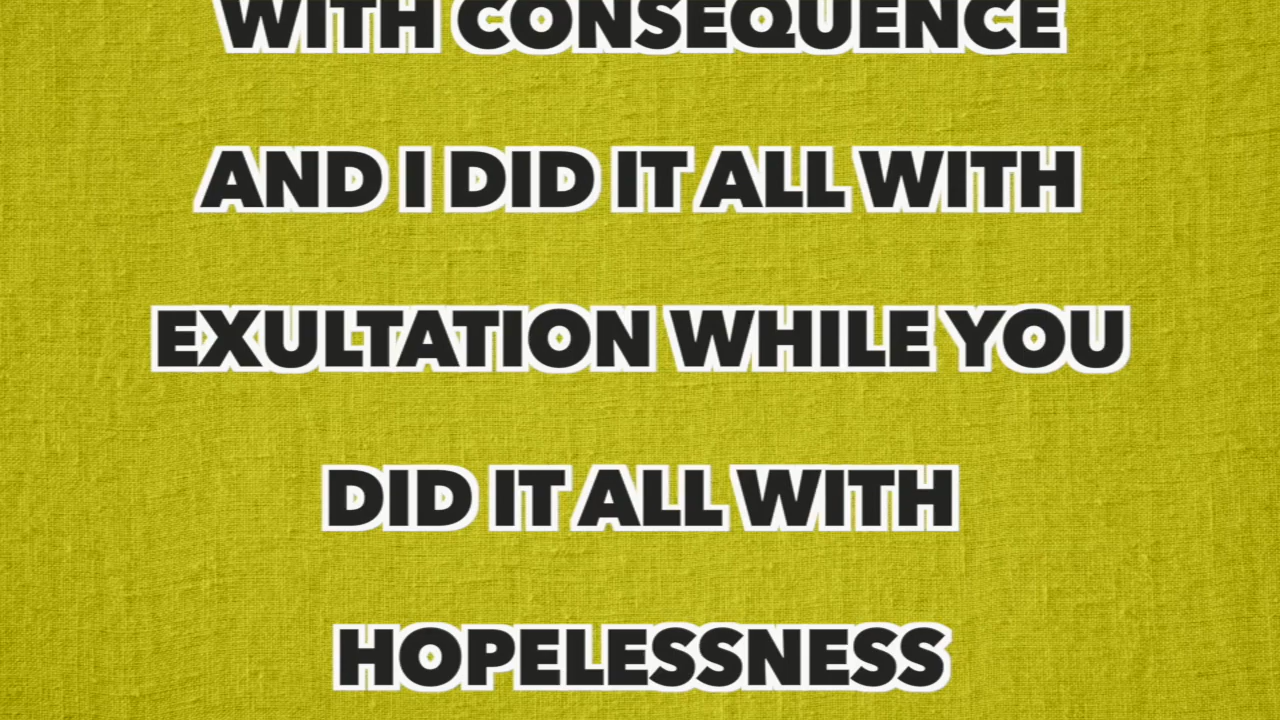 WITH CONSEQUENCE
AND I DID IT ALL WITH
EXULTATION WHILE YOU
DID IT ALL WITH
HOPELESSNESS